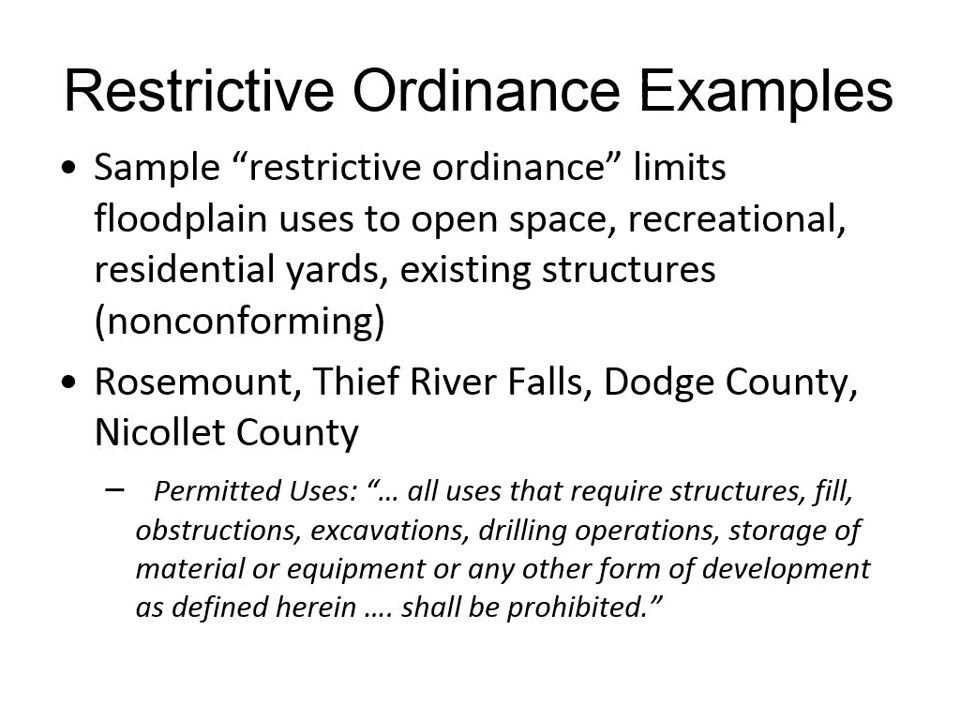 Restrictive Ordinance Examples
• Sample “restrictive ordinance” limits
floodplain uses to open space, recreational,
residential yards, existing structures
(nonconforming)
• Rosemount, Thief River Falls, Dodge County,
Nicollet County
– Permitted Uses: “… all uses that require structures, fill,
obstructions, excavations, drilling operations, storage of
material or equipment or any other form of development
as defined herein …. shall be prohibited.”